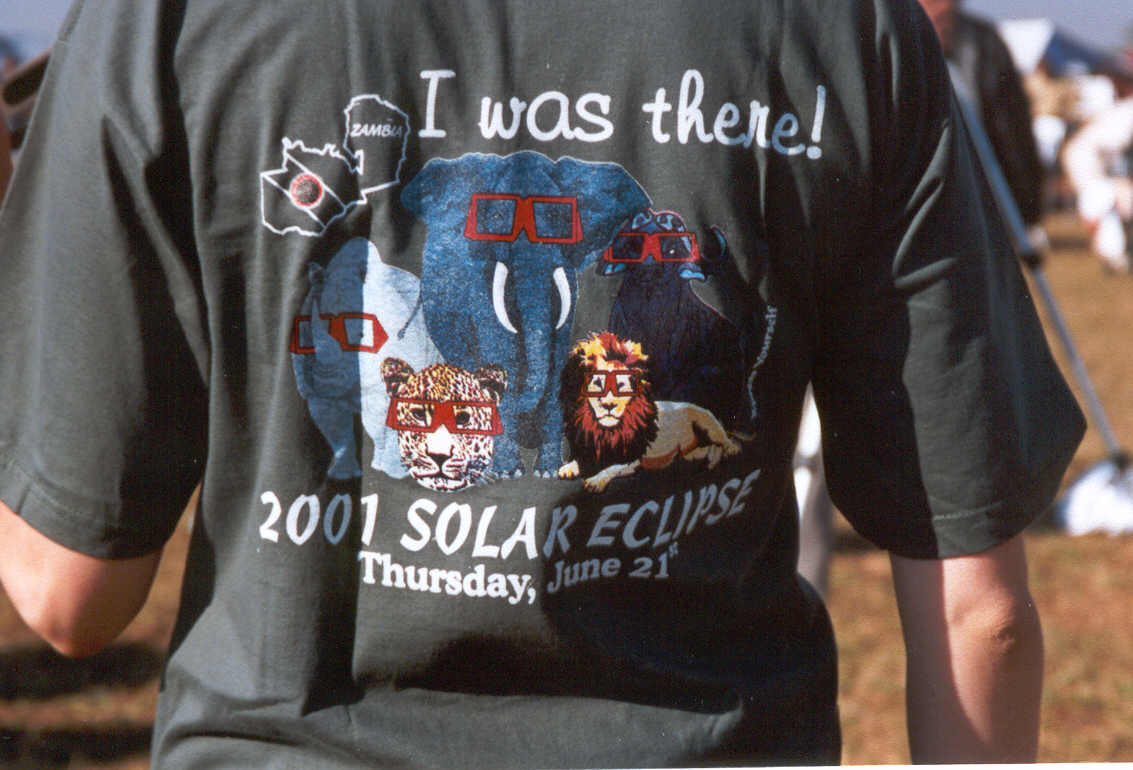 I was there!
ZAMBIA
2001 SOLAR ECLIPSE
Thursday, June 21st